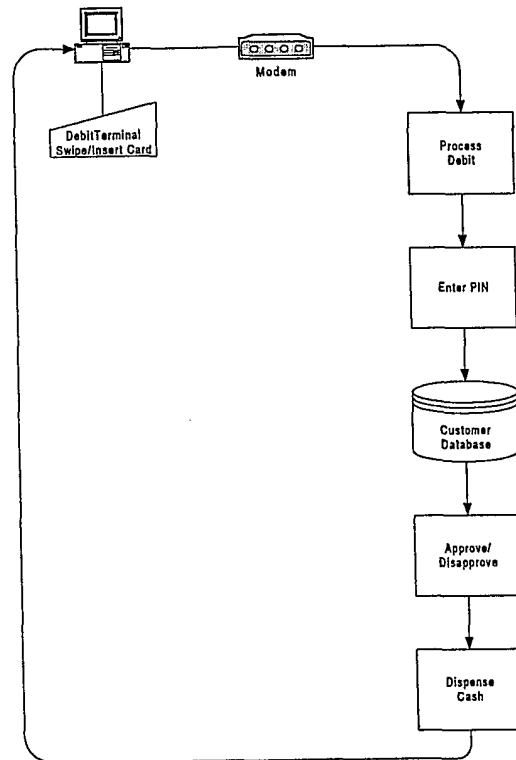 Modem
DebitTerminal
Swipe/Insert Card
Process
Debit
Enter PIN
Customer
Database
Approve/
Disapprove
Dispense
Cash